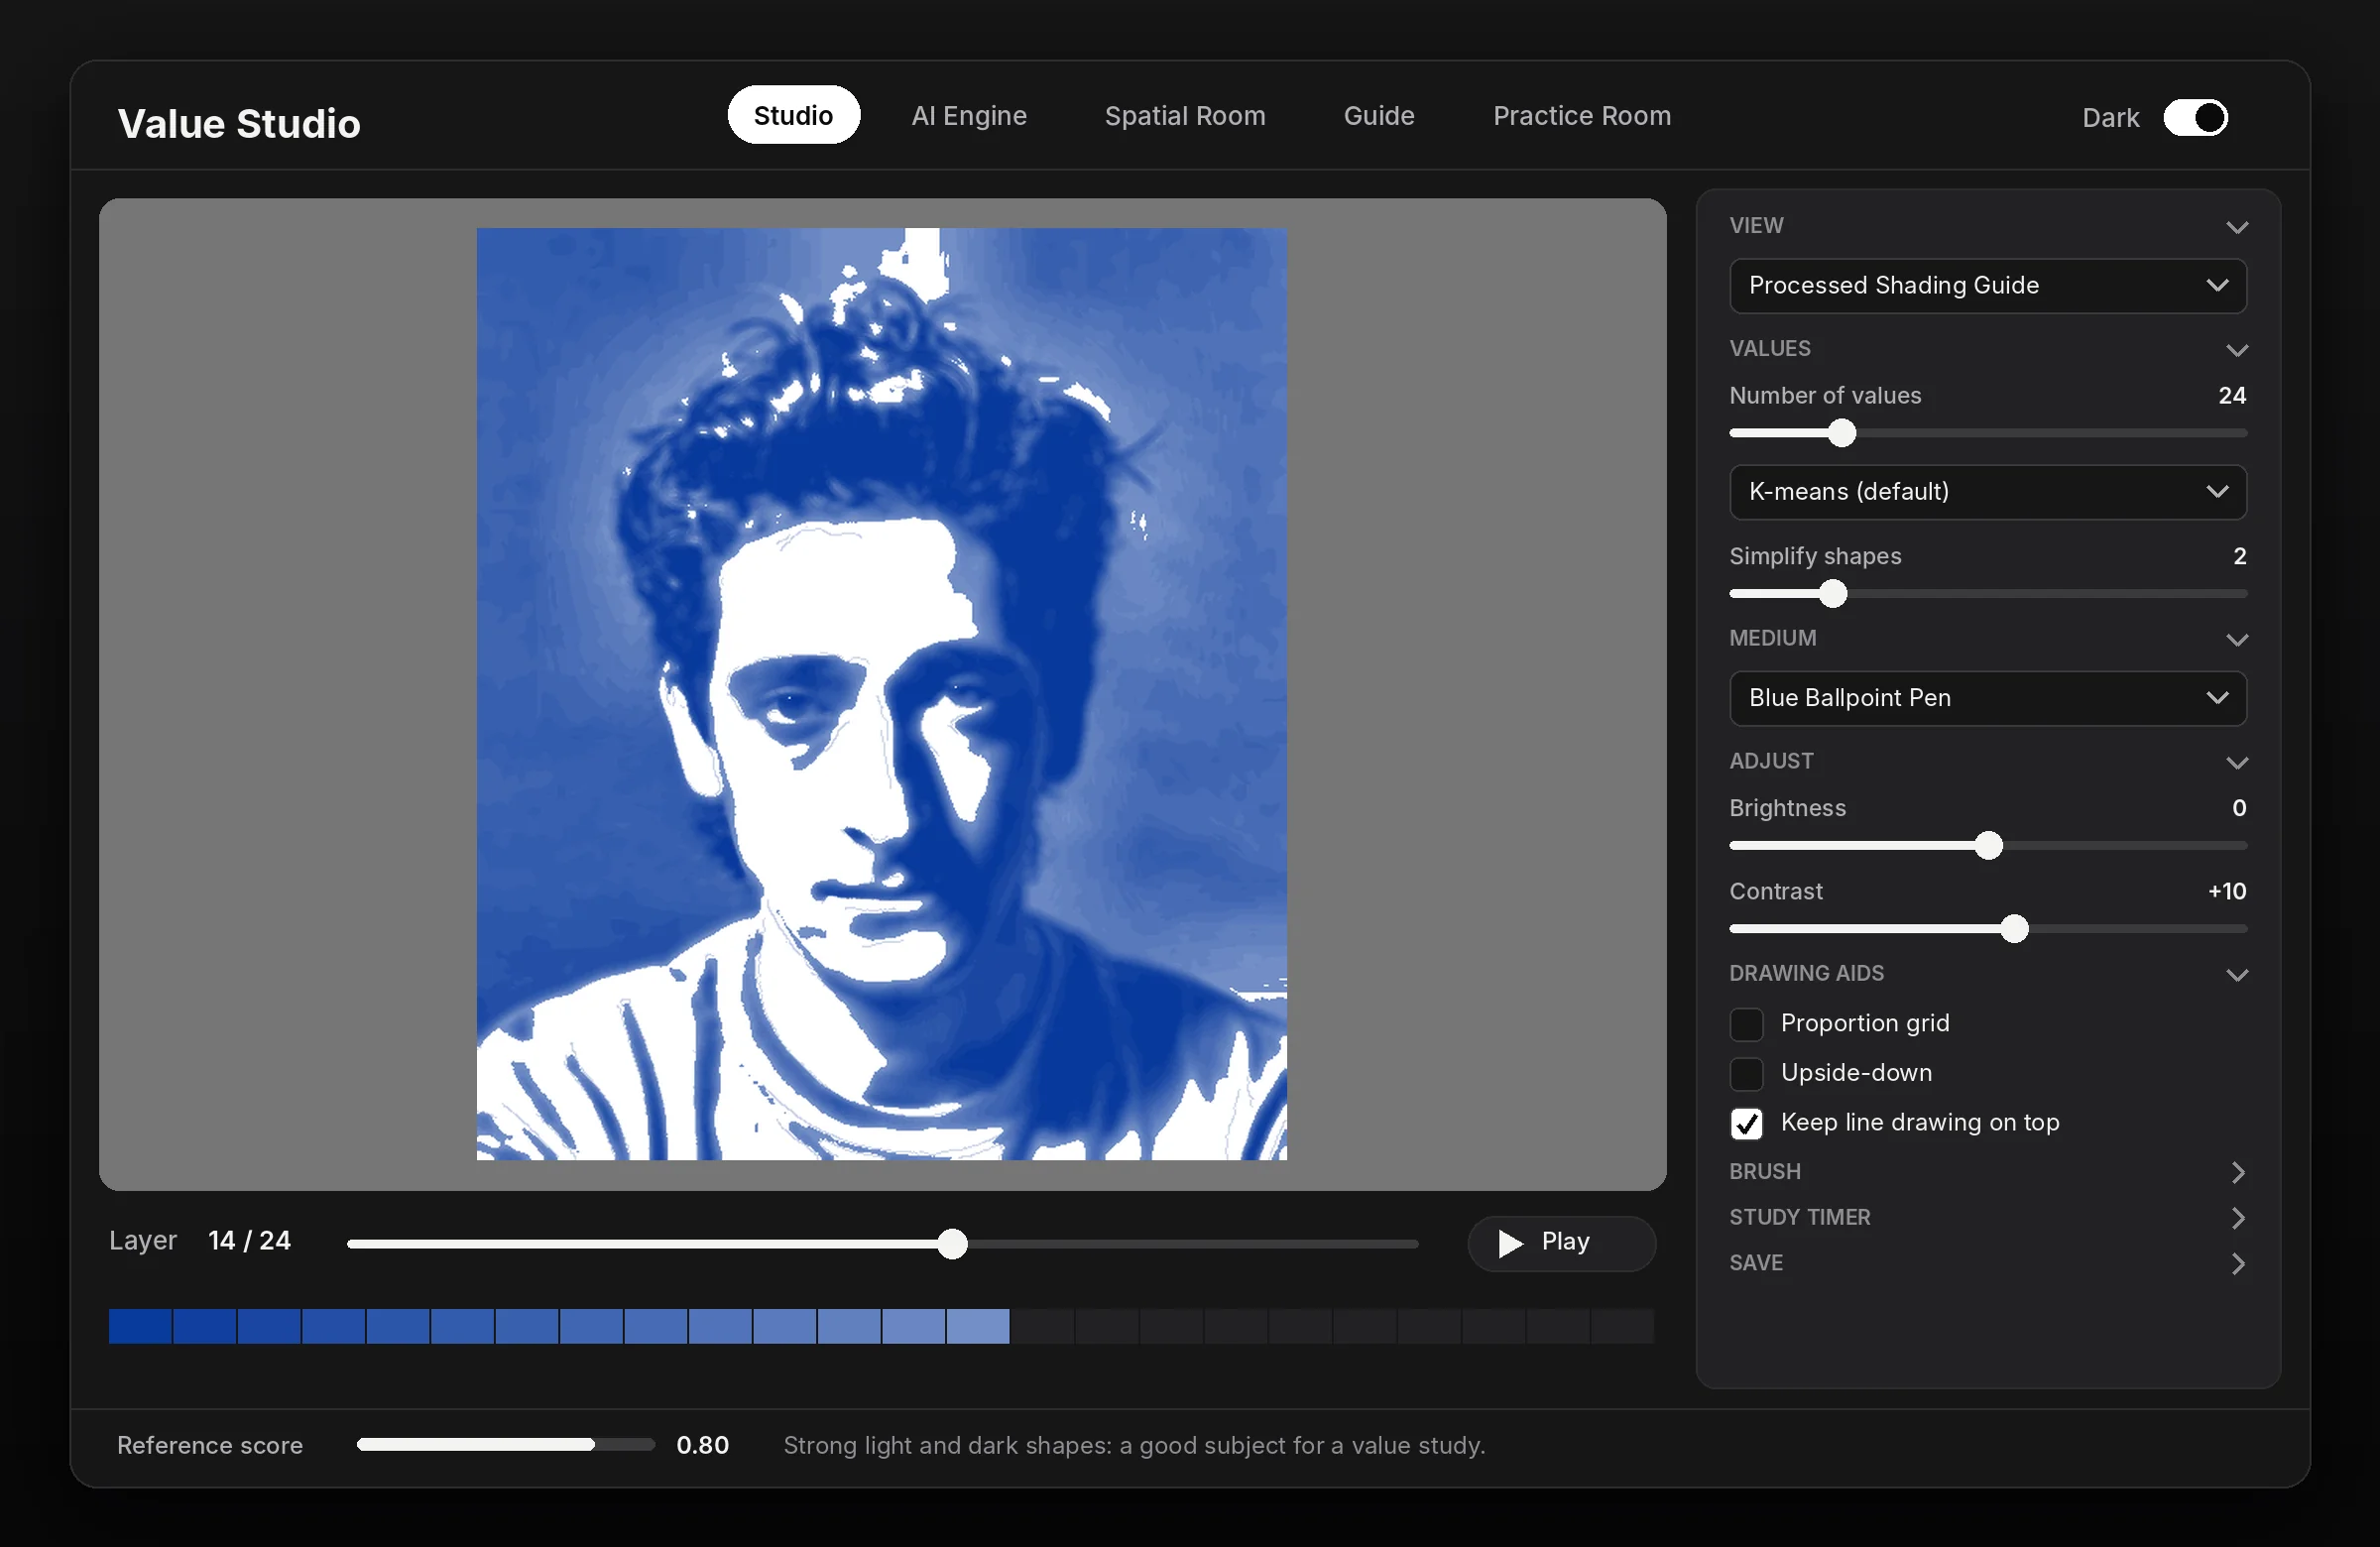 Value Studio
Studio
AI Engine
Spatial Room
Guide
Practice Room
Dark
VIEW
Processed Shading Guide
VALUES
Number of values 24
K-means (default)
Simplify shapes 2
MEDIUM
Blue Ballpoint Pen
ADJUST
Brightness 0
Contrast +10
DRAWING AIDS
Proportion grid
Upside-down
Keep line drawing on top
BRUSH
STUDY TIMER
SAVE
Layer 14 / 24
Play
Reference score 0.80 Strong light and dark shapes: a good subject for a value study.